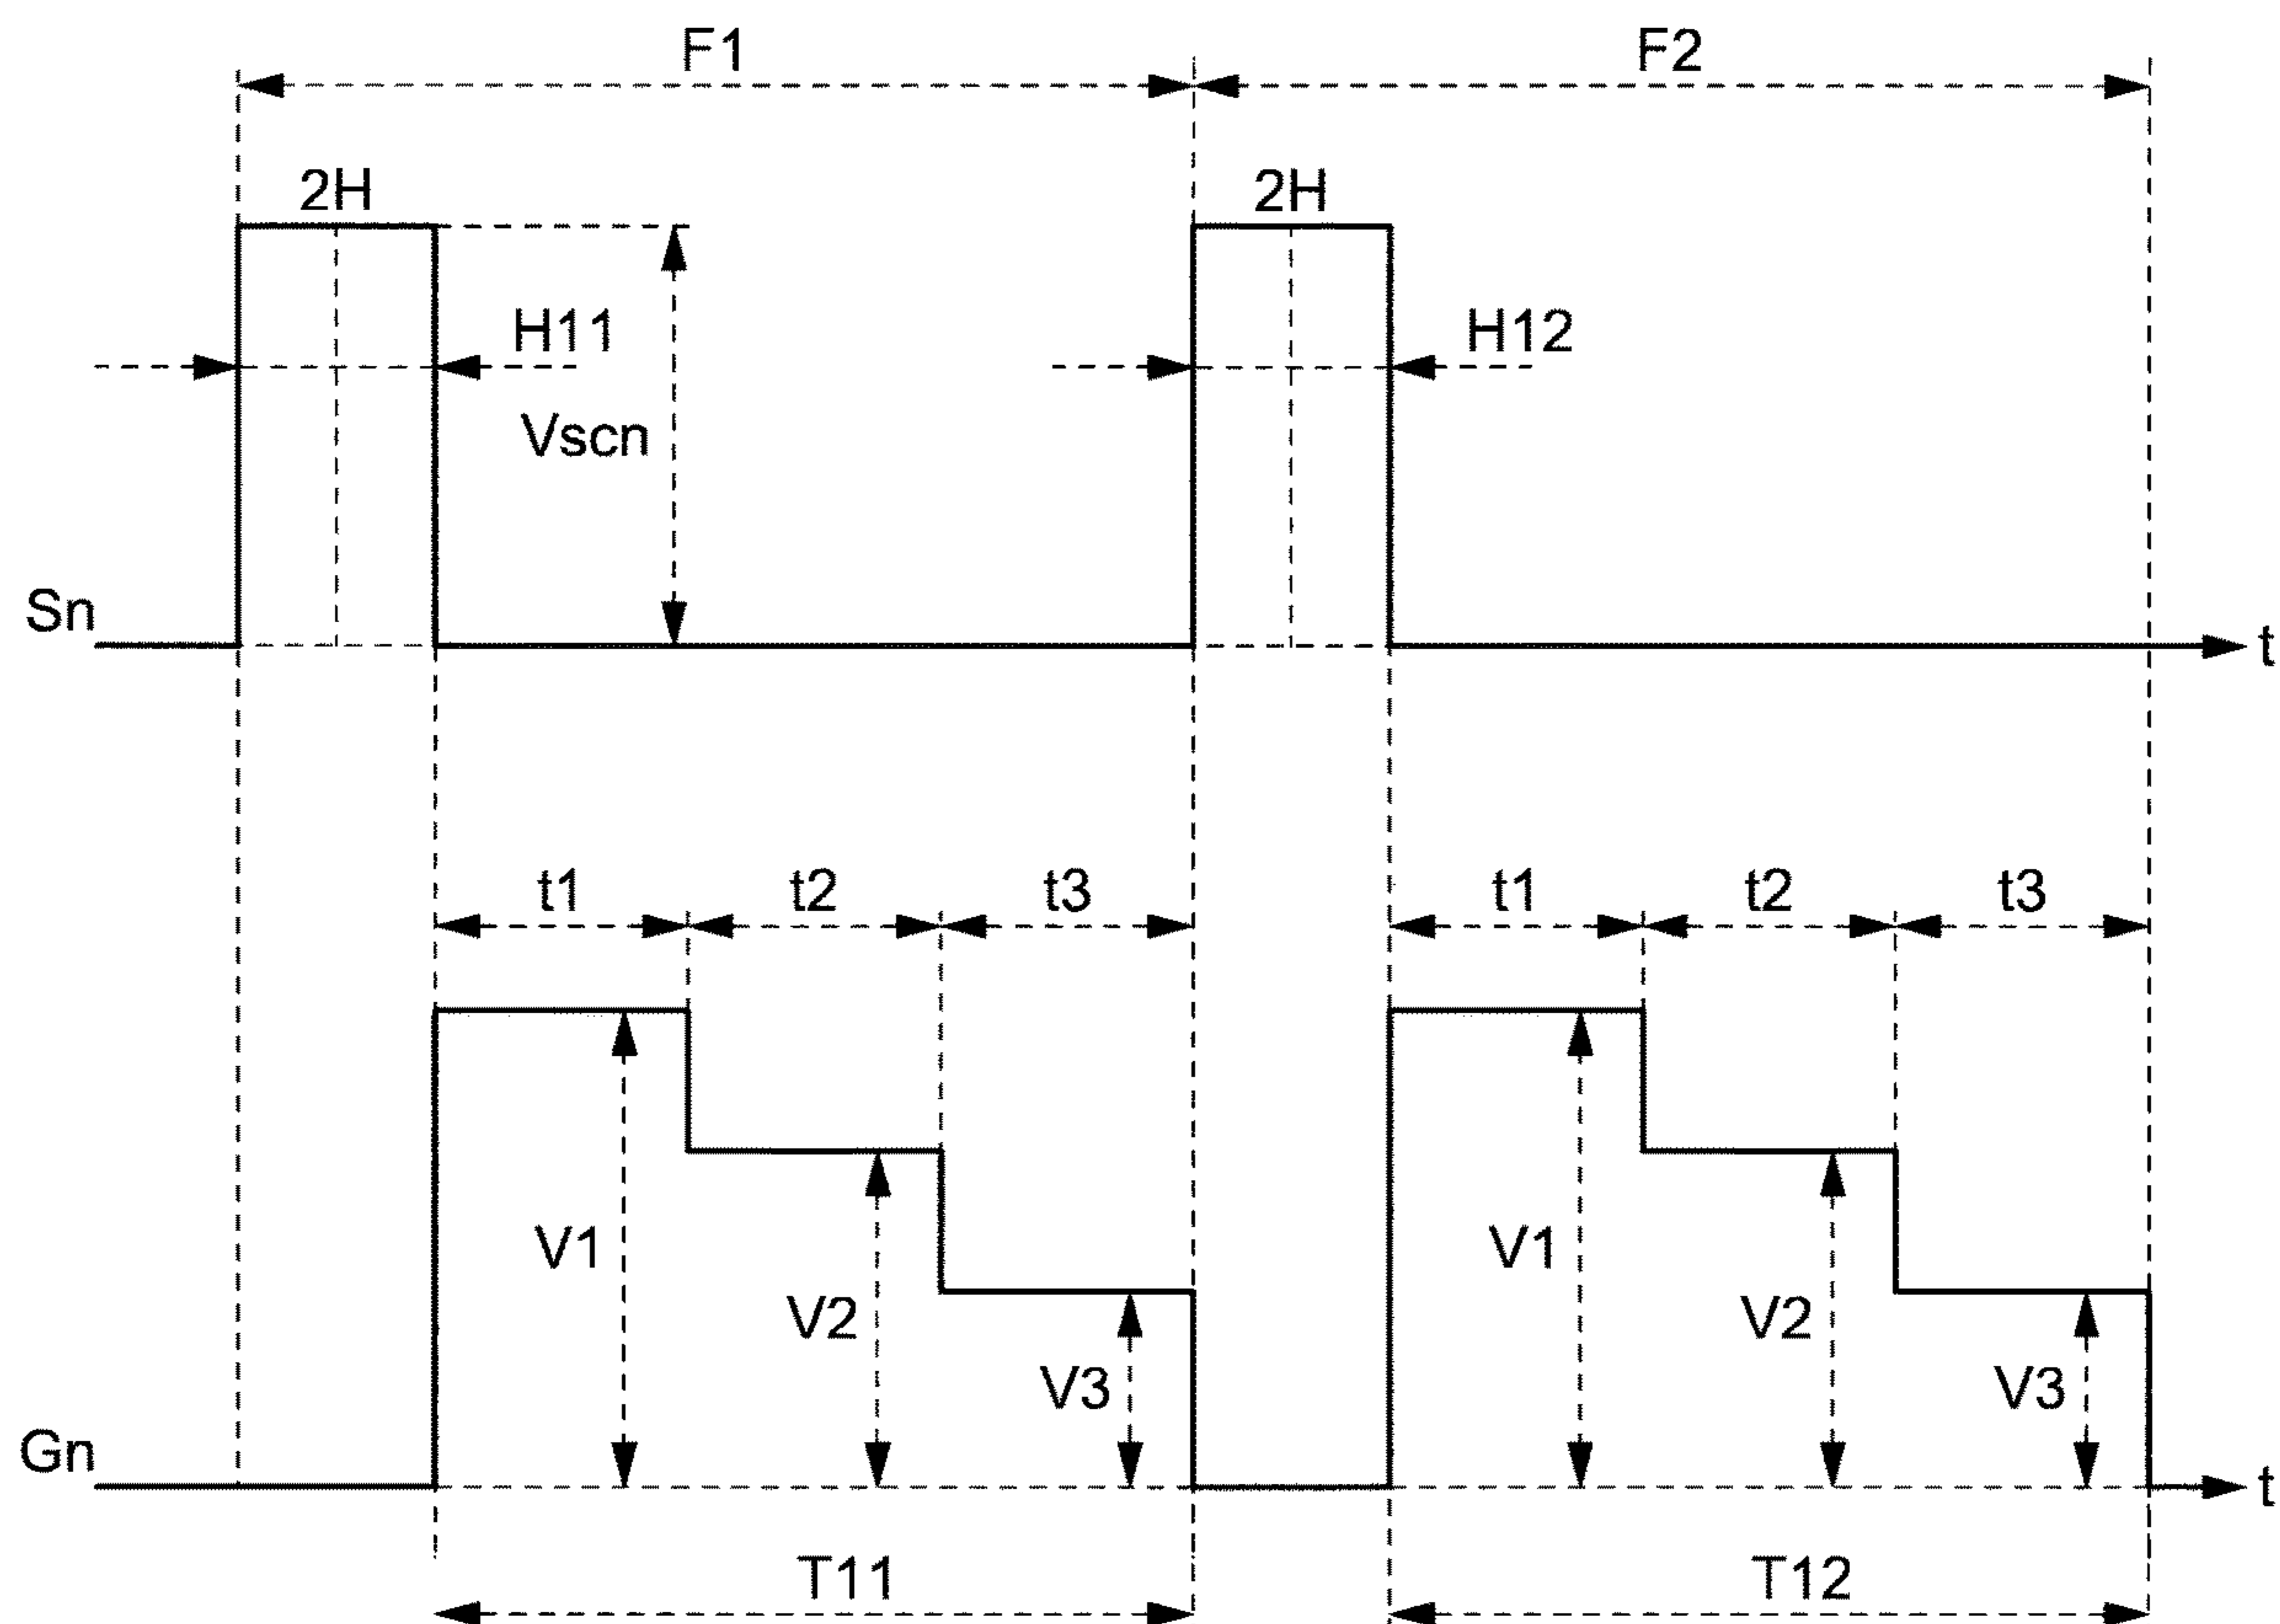 F1 F2
2H 2H
H11 H12
Vscn
Sn
t
t1 t2 t3 t1 t2 t3
V1 V1
V2 V2
V3 V3
Gn
t
T11 T12